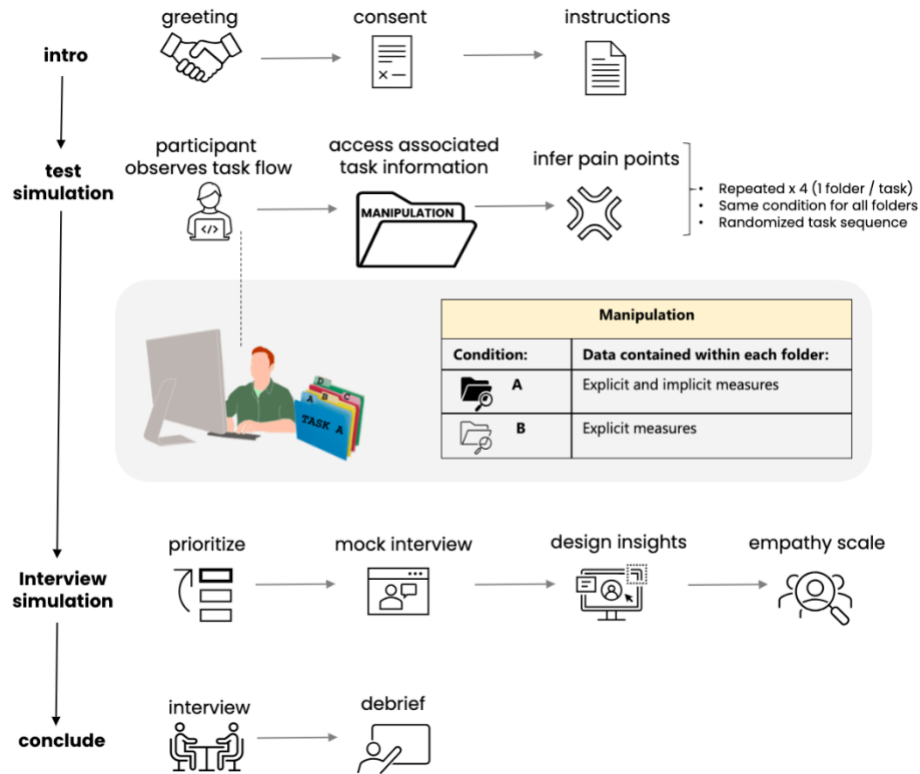 greeting
consent
instructions
intro
participant
observes task flow
access associated
task information
infer pain points
test
simulation
</>
MANIPULATION
• Repeated x 4 (1 folder / task)
• Same condition for all folders
• Randomized task sequence
Manipulation
Condition:
Data contained within each folder:
A
Explicit and implicit measures
B
Explicit measures
D
C
B
A
TASK A
prioritize
mock interview
design insights
empathy scale
Interview
simulation
interview
debrief
conclude